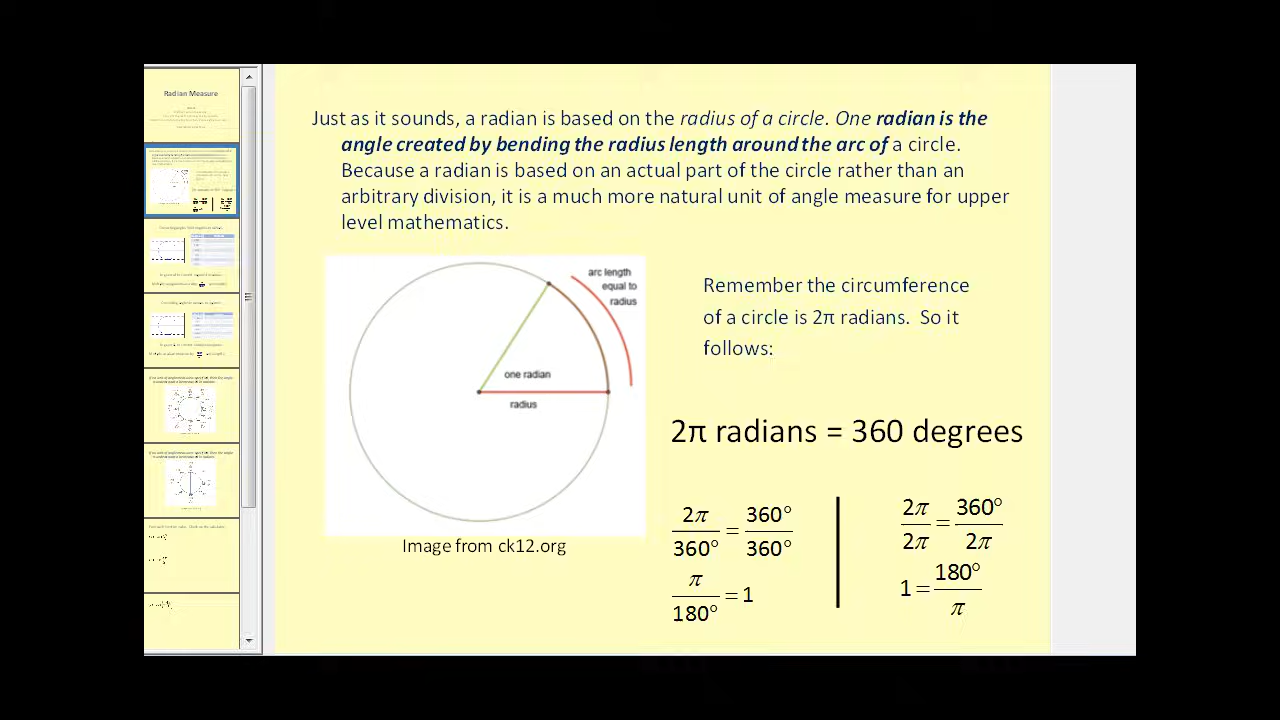 Radian Measure
Just as it sounds, a radian is based on the radius of a circle. One radian is the
angle created by bending the radius length around the arc of a circle.
Because a radian is based on an actual part of the circle rather than an
arbitrary division, it is a much more natural unit of angle measure for upper
level mathematics.
arc length
equal to
radius
one radian
radius
Image from ck12.org
Remember the circumference
of a circle is 2π radians. So it
follows:
2π radians = 360 degrees
2π/360° = 360°/360°
π/180° = 1
2π/2π = 360°/2π
1 = 180°/π